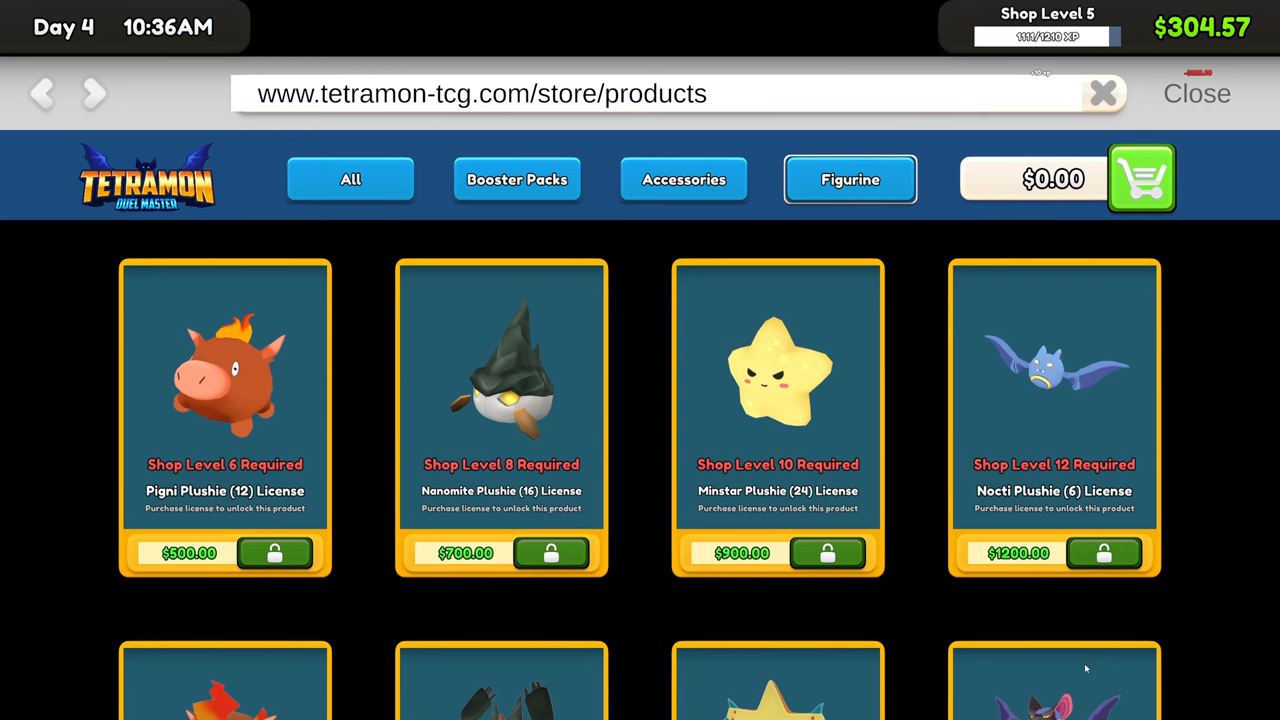 Day 4 10:36AM
Shop Level 5
1111/1210 XP
$304.57
www.tetramon-tcg.com/store/products
Close
TETRAMON
DUEL MASTER
All
Booster Packs
Accessories
Figurine
$0.00
Shop Level 6 Required
Pigni Plushie (12) License
Purchase license to unlock this product
$500.00
Shop Level 8 Required
Nanomite Plushie (16) License
Purchase license to unlock this product
$700.00
Shop Level 10 Required
Minstar Plushie (24) License
Purchase license to unlock this product
$900.00
Shop Level 12 Required
Nocti Plushie (6) License
Purchase license to unlock this product
$1200.00